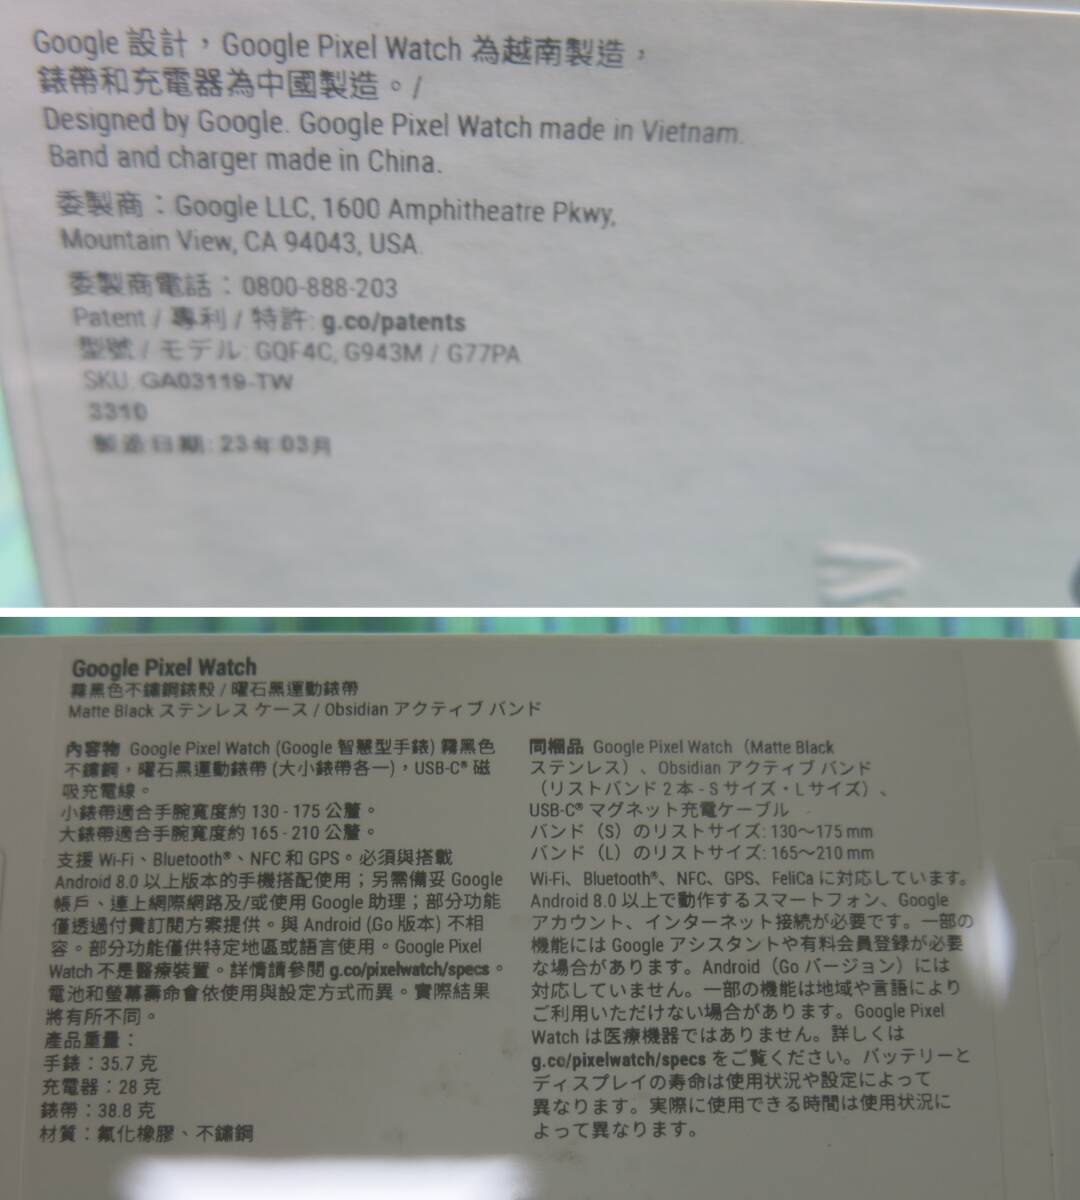 Google 設計，Google Pixel Watch 為越南製造，
錶帶和充電器為中國製造。/
Designed by Google. Google Pixel Watch made in Vietnam.
Band and charger made in China.
委製商：Google LLC, 1600 Amphitheatre Pkwy,
Mountain View, CA 94043, USA.
委製商電話：0800-888-203
Patent / 專利 / 特許: g.co/patents
型號 / モデル: GQF4C, G943M / G77PA
SKU: GA03119-TW
3310
製造日期: 23年03月
Google Pixel Watch
霧黑色不鏽鋼錶殼 / 曜石黑運動錶帶
Matte Black ステンレス ケース / Obsidian アクティブ バンド
內容物 Google Pixel Watch (Google 智慧型手錶) 霧黑色
不鏽鋼，曜石黑運動錶帶 (大小錶帶各一)，USB-C® 磁
吸充電線。
小錶帶適合手腕寬度約 130 - 175 公釐。
大錶帶適合手腕寬度約 165 - 210 公釐。
支援 Wi-Fi、Bluetooth®、NFC 和 GPS。必須與搭載
Android 8.0 以上版本的手機搭配使用；另需備妥 Google
帳戶、連上網際網路及/或使用 Google 助理；部分功能
僅透過付費訂閱方案提供。與 Android (Go 版本) 不相
容。部分功能僅供特定地區或語言使用。Google Pixel
Watch 不是醫療裝置。詳情請參閱 g.co/pixelwatch/specs。
電池和螢幕壽命會依使用與設定方式而異。實際結果
將有所不同。
產品重量：
手錶：35.7 克
充電器：28 克
錶帶：38.8 克
材質：氟化橡膠、不鏽鋼
同梱品 Google Pixel Watch（Matte Black
ステンレス）、Obsidian アクティブ バンド
（リストバンド 2 本 - S サイズ・L サイズ）、
USB-C® マグネット充電ケーブル
バンド（S）のリストサイズ: 130～175 mm
バンド（L）のリストサイズ: 165～210 mm
Wi-Fi、Bluetooth®、NFC、GPS、FeliCa に対応しています。
Android 8.0 以上で動作するスマートフォン、Google
アカウント、インターネット接続が必要です。一部の
機能には Google アシスタントや有料会員登録が必要
な場合があります。Android（Go バージョン）には
対応していません。一部の機能は地域や言語により
ご利用いただけない場合があります。Google Pixel
Watch は医療機器ではありません。詳しくは
g.co/pixelwatch/specs をご覧ください。バッテリーと
ディスプレイの寿命は使用状況や設定によって
異なります。実際に使用できる時間は使用状況に
よって異なります。